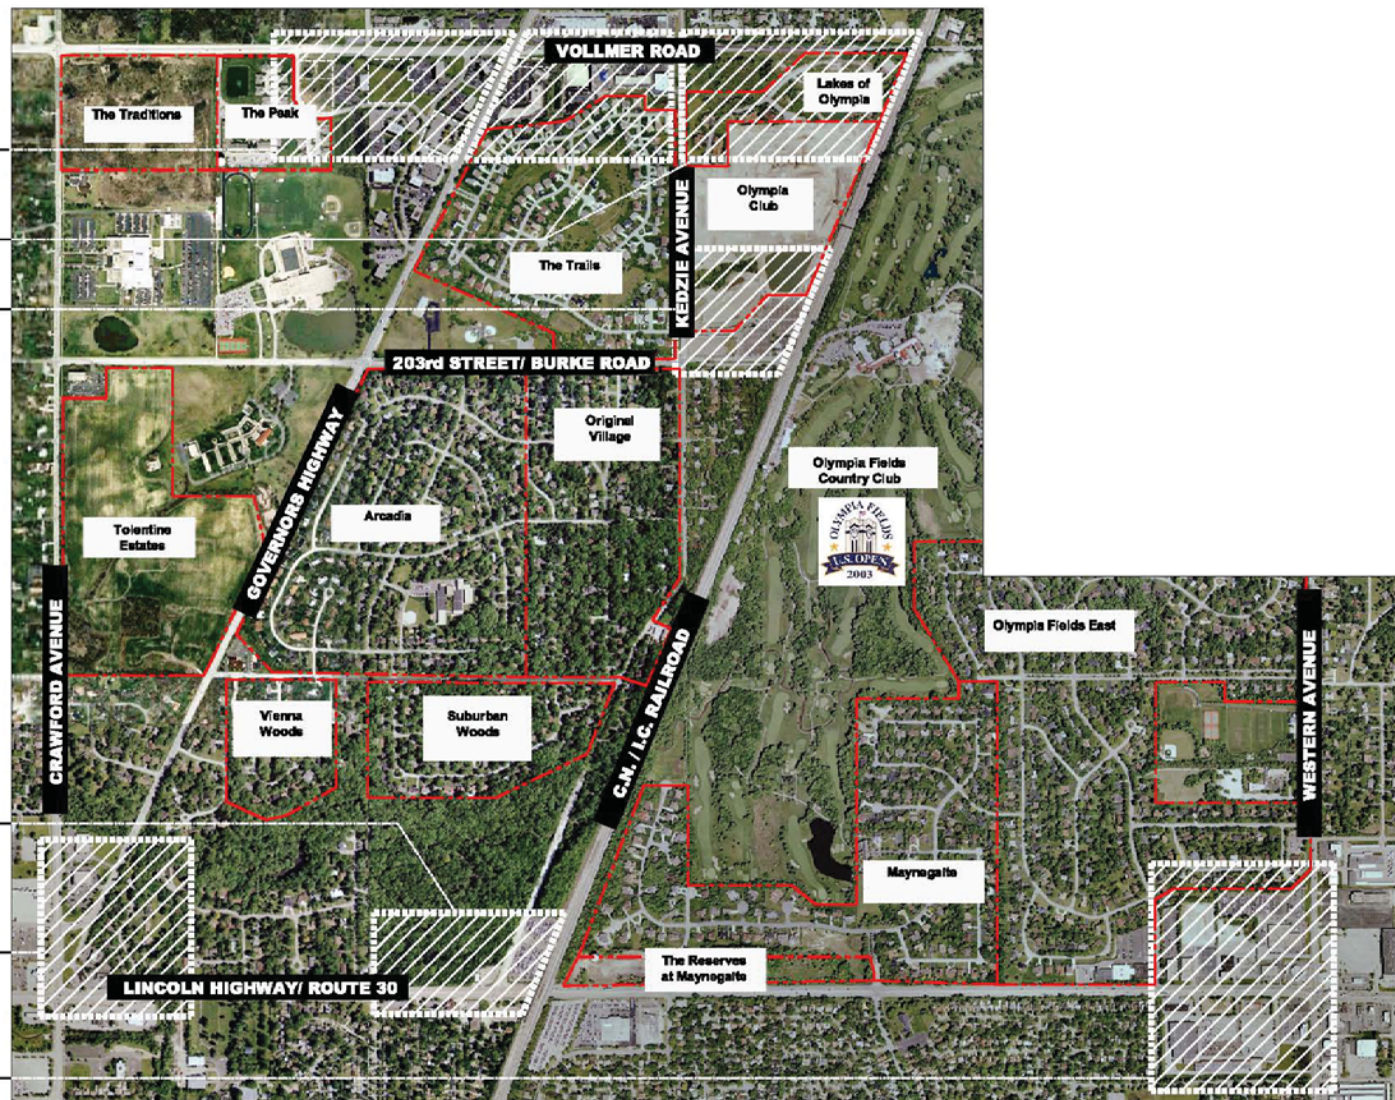 VOLLMER ROAD
The Traditions
The Peak
Lakes of
Olympia
Olympia
Club
KEDZIE AVENUE
The Trails
203rd STREET/ BURKE ROAD
GOVERNORS HIGHWAY
Original
Village
Arcadia
Olympia Fields
Country Club
OLYMPIA FIELDS
U.S. OPEN
2003
Tolentine
Estates
CRAWFORD AVENUE
Olympia Fields East
WESTERN AVENUE
C.N. / I.C. RAILROAD
Vienna
Woods
Suburban
Woods
Maynegaite
The Reserves
at Maynegaite
LINCOLN HIGHWAY/ ROUTE 30